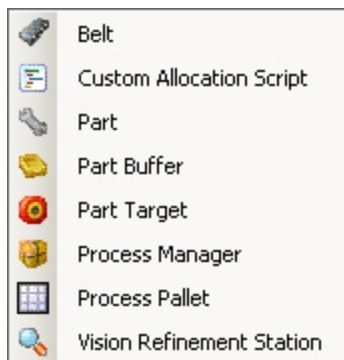 Belt
Custom Allocation Script
Part
Part Buffer
Part Target
Process Manager
Process Pallet
Vision Refinement Station